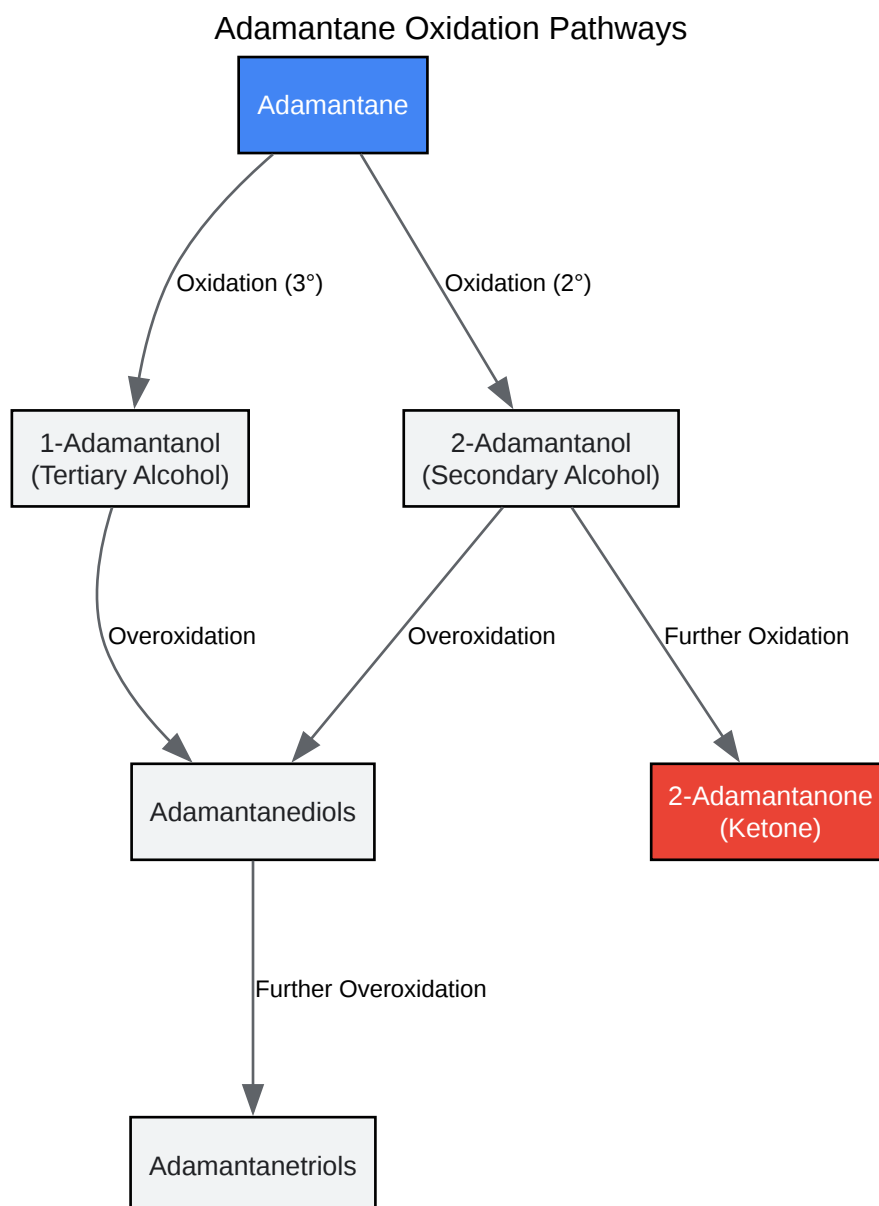 Adamantane Oxidation Pathways
Adamantane
Oxidation (3°)
Oxidation (2°)
1-Adamantanol
(Tertiary Alcohol)
2-Adamantanol
(Secondary Alcohol)
Overoxidation
Overoxidation
Further Oxidation
Adamantanediols
2-Adamantanone
(Ketone)
Further Overoxidation
Adamantanetriols